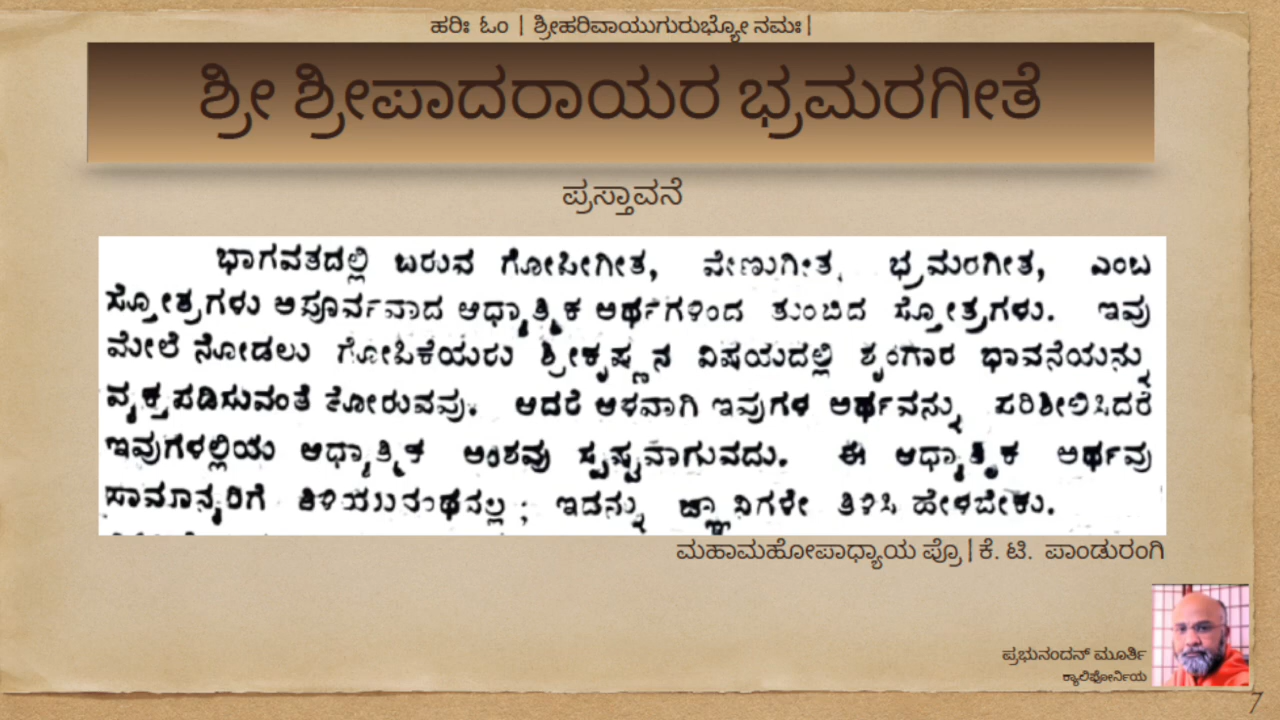 ಹರಿಃ ಓಂ | ಶ್ರೀಹರಿವಾಯುಗುರುಭ್ಯೋ ನಮಃ |
ಶ್ರೀ ಶ್ರೀಪಾದರಾಯರ ಭ್ರಮರಗೀತೆ
ಪ್ರಸ್ತಾವನೆ
ಭಾಗವತದಲ್ಲಿ ಬರುವ ಗೋಪೀಗೀತ, ವೇಣುಗೀತ, ಭ್ರಮರಗೀತ, ಎಂಬ
ಸ್ತೋತ್ರಗಳು ಅಪೂರ್ವವಾದ ಆಧ್ಯಾತ್ಮಿಕ ಅರ್ಥಗಳಿಂದ ತುಂಬಿದ ಸ್ತೋತ್ರಗಳು. ಇವು
ಮೇಲೆ ನೋಡಲು ಗೋಪಿಕೆಯರು ಶ್ರೀಕೃಷ್ಣನ ವಿಷಯದಲ್ಲಿ ಶೃಂಗಾರ ಭಾವನೆಯನ್ನು
ವ್ಯಕ್ತಪಡಿಸುವಂತೆ ತೋರುವವು. ಆದರೆ ಆಳವಾಗಿ ಇವುಗಳ ಅರ್ಥವನ್ನು ಪರಿಶೀಲಿಸಿದರೆ
ಇವುಗಳಲ್ಲಿಯ ಆಧ್ಯಾತ್ಮಿಕ ಅಂಶವು ಸ್ಪಷ್ಟವಾಗುವದು. ಈ ಆಧ್ಯಾತ್ಮಿಕ ಅರ್ಥವು
ಸಾಮಾನ್ಯರಿಗೆ ತಿಳಿಯುವಂಥದಲ್ಲ; ಇದನ್ನು ಜ್ಞಾನಿಗಳೇ ತಿಳಿಸಿ ಹೇಳಬೇಕು.
ಮಹಾಮಹೋಪಾಧ್ಯಾಯ ಪ್ರೊ | ಕೆ. ಟಿ. ಪಾಂಡುರಂಗಿ
ಪ್ರಭುನಂದನ್ ಮೂರ್ತಿ
ಕ್ಯಾಲಿಫೋರ್ನಿಯ
7